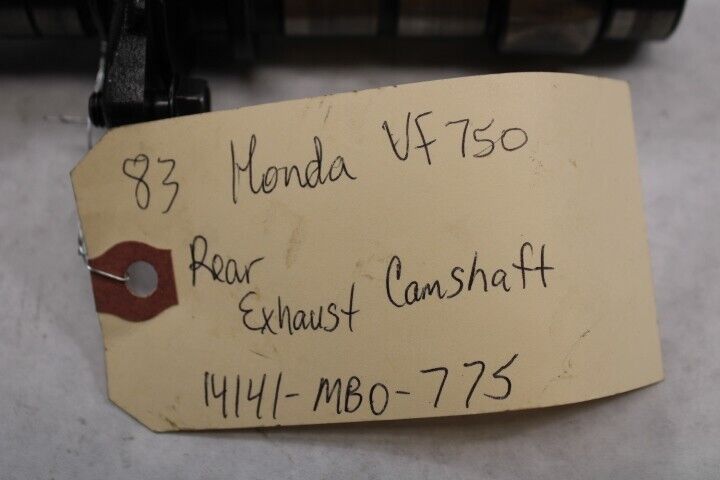 83 Honda VF750
Rear
Exhaust Camshaft
14141-MB0-775